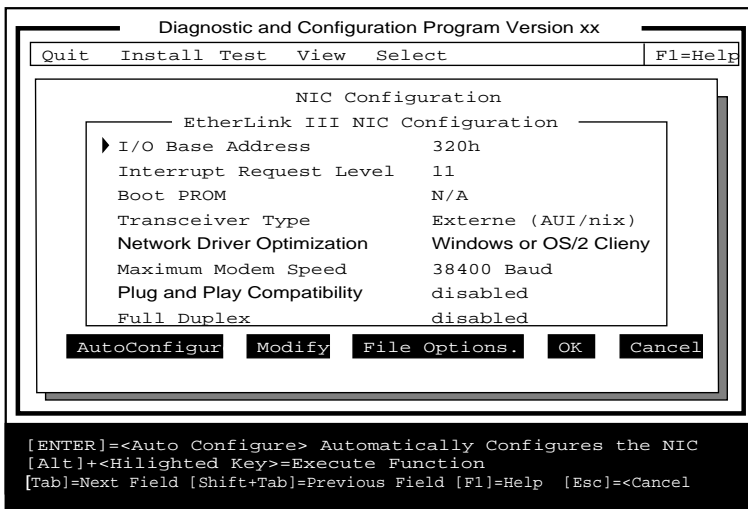 Diagnostic and Configuration Program Version xx
Quit Install Test View Select F1=Help
NIC Configuration
EtherLink III NIC Configuration
I/O Base Address 320h
Interrupt Request Level 11
Boot PROM N/A
Transceiver Type Externe (AUI/nix)
Network Driver Optimization Windows or OS/2 Clieny
Maximum Modem Speed 38400 Baud
Plug and Play Compatibility disabled
Full Duplex disabled
AutoConfigur Modify File Options. OK Cancel
[ENTER]=<Auto Configure> Automatically Configures the NIC
[Alt]+<Hilighted Key>=Execute Function
[Tab]=Next Field [Shift+Tab]=Previous Field [F1]=Help [Esc]=<Cancel